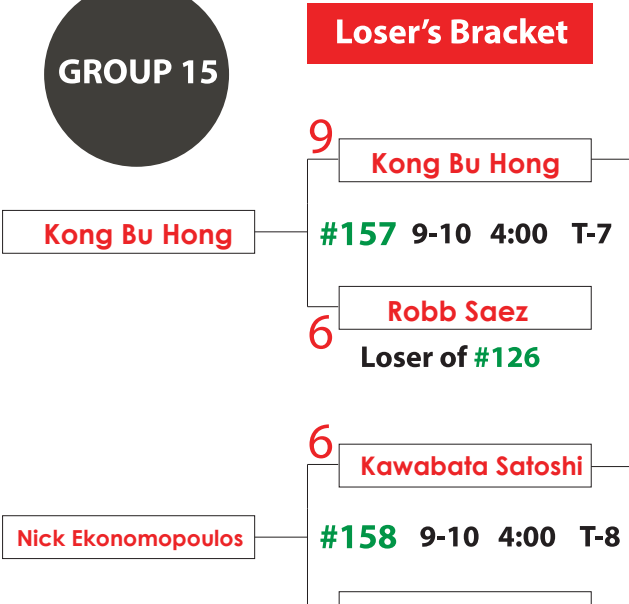 GROUP 15
Loser's Bracket
9
Kong Bu Hong
Kong Bu Hong
#157 9-10 4:00 T-7
Robb Saez
6
Loser of #126
6
Kawabata Satoshi
Nick Ekonomopoulos
#158 9-10 4:00 T-8